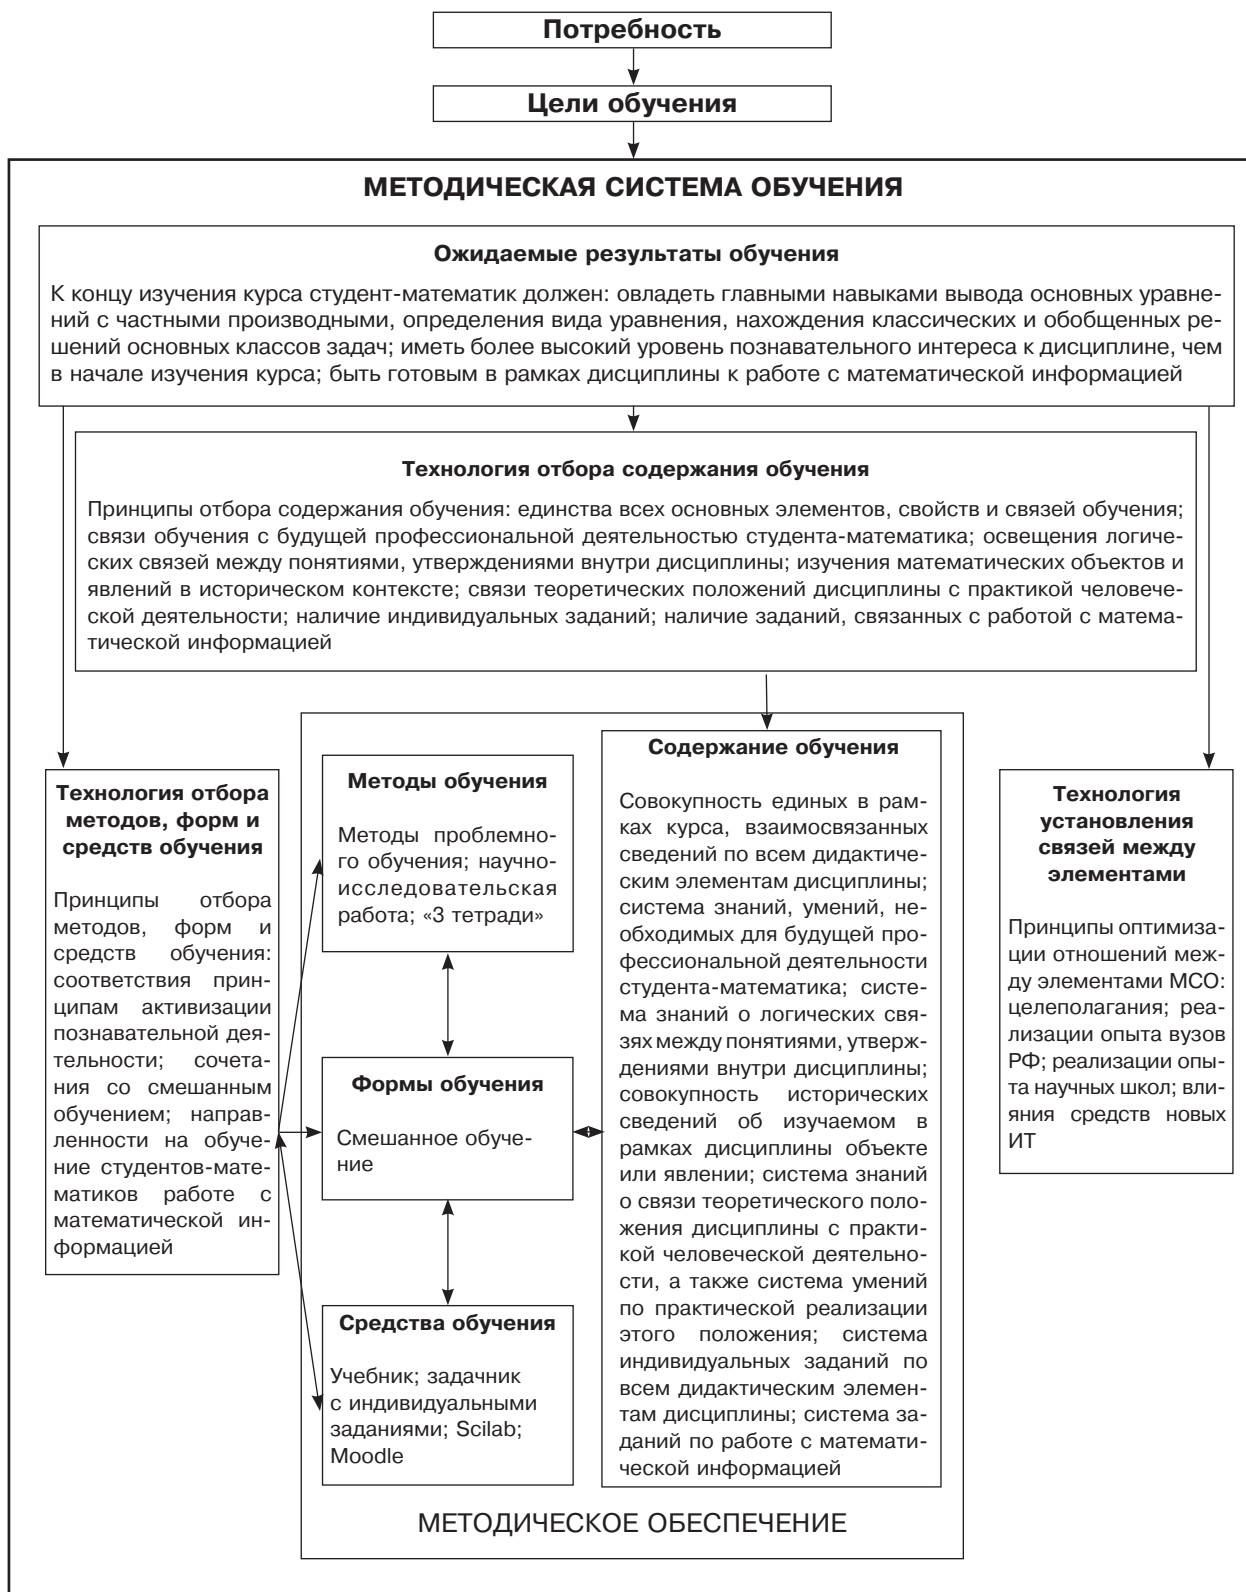 Потребность
Цели обучения
МЕТОДИЧЕСКАЯ СИСТЕМА ОБУЧЕНИЯ
Ожидаемые результаты обучения
К концу изучения курса студент-математик должен: овладеть главными навыками вывода основных уравне-
ний с частными производными, определения вида уравнения, нахождения классических и обобщенных ре-
шений основных классов задач; иметь более высокий уровень познавательного интереса к дисциплине, чем
в начале изучения курса; быть готовым в рамках дисциплины к работе с математической информацией
Технология отбора содержания обучения
Принципы отбора содержания обучения: единства всех основных элементов, свойств и связей обучения;
связи обучения с будущей профессиональной деятельностью студента-математика; освещения логиче-
ских связей между понятиями, утверждениями внутри дисциплины; изучения математических объектов и
явлений в историческом контексте; связи теоретических положений дисциплины с практикой человече-
ской деятельности; наличие индивидуальных заданий; наличие заданий, связанных с работой с матема-
тической информацией
Технология отбора
методов, форм и
средств обучения
Принципы отбора
методов, форм и
средств обучения:
соответствия прин-
ципам активизации
познавательной дея-
тельности; сочета-
ния со смешанным
обучением; направ-
ленности на обуче-
ние студентов-мате-
матиков работе с
математической ин-
формацией
Методы обучения
Методы проблемно-
го обучения; научно-
исследовательская
работа; «3 тетради»
Формы обучения
Смешанное обуче-
ние
Средства обучения
Учебник; задачник
с индивидуальными
заданиями; Scilab;
Moodle
Содержание обучения
Совокупность единых в рам-
ках курса, взаимосвязанных
сведений по всем дидактиче-
ским элементам дисциплины;
система знаний, умений, не-
обходимых для будущей про-
фессиональной деятельности
студента-математика; систе-
ма знаний о логических свя-
зях между понятиями, утверж-
дениями внутри дисциплины;
совокупность исторических
сведений об изучаемом в
рамках дисциплины объекте
или явлении; система знаний
о связи теоретического поло-
жения дисциплины с практи-
кой человеческой деятельно-
сти, а также система умений
по практической реализации
этого положения; система
индивидуальных заданий по
всем дидактическим элемен-
там дисциплины; система за-
даний по работе с математи-
ческой информацией
МЕТОДИЧЕСКОЕ ОБЕСПЕЧЕНИЕ
Технология
установления
связей между
элементами
Принципы оптимиза-
ции отношений меж-
ду элементами МСО:
целеполагания; реа-
лизации опыта вузов
РФ; реализации опы-
та научных школ; вли-
яния средств новых
ИТ